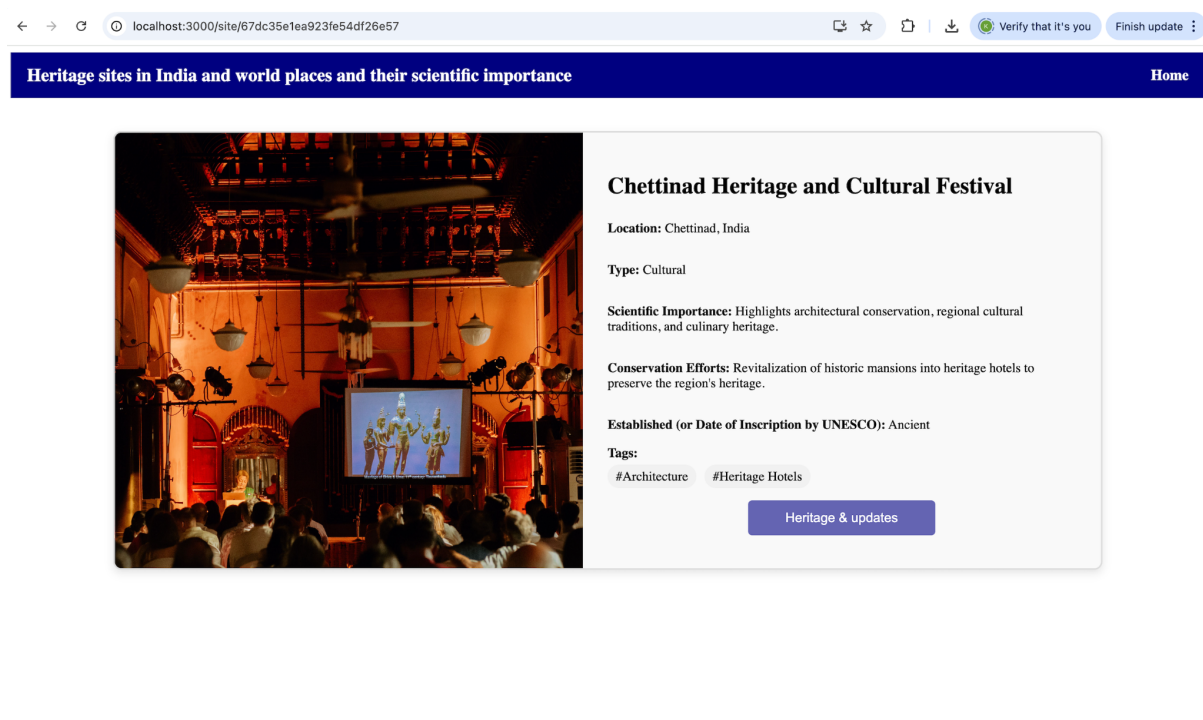 localhost:3000/site/67dc35e1ea923fe54df26e57
Verify that it's you
Finish update
Heritage sites in India and world places and their scientific importance
Home
Chettinad Heritage and Cultural Festival
Location: Chettinad, India
Type: Cultural
Scientific Importance: Highlights architectural conservation, regional cultural
traditions, and culinary heritage.
Conservation Efforts: Revitalization of historic mansions into heritage hotels to
preserve the region's heritage.
Established (or Date of Inscription by UNESCO): Ancient
Tags:
#Architecture #Heritage Hotels
Heritage & updates